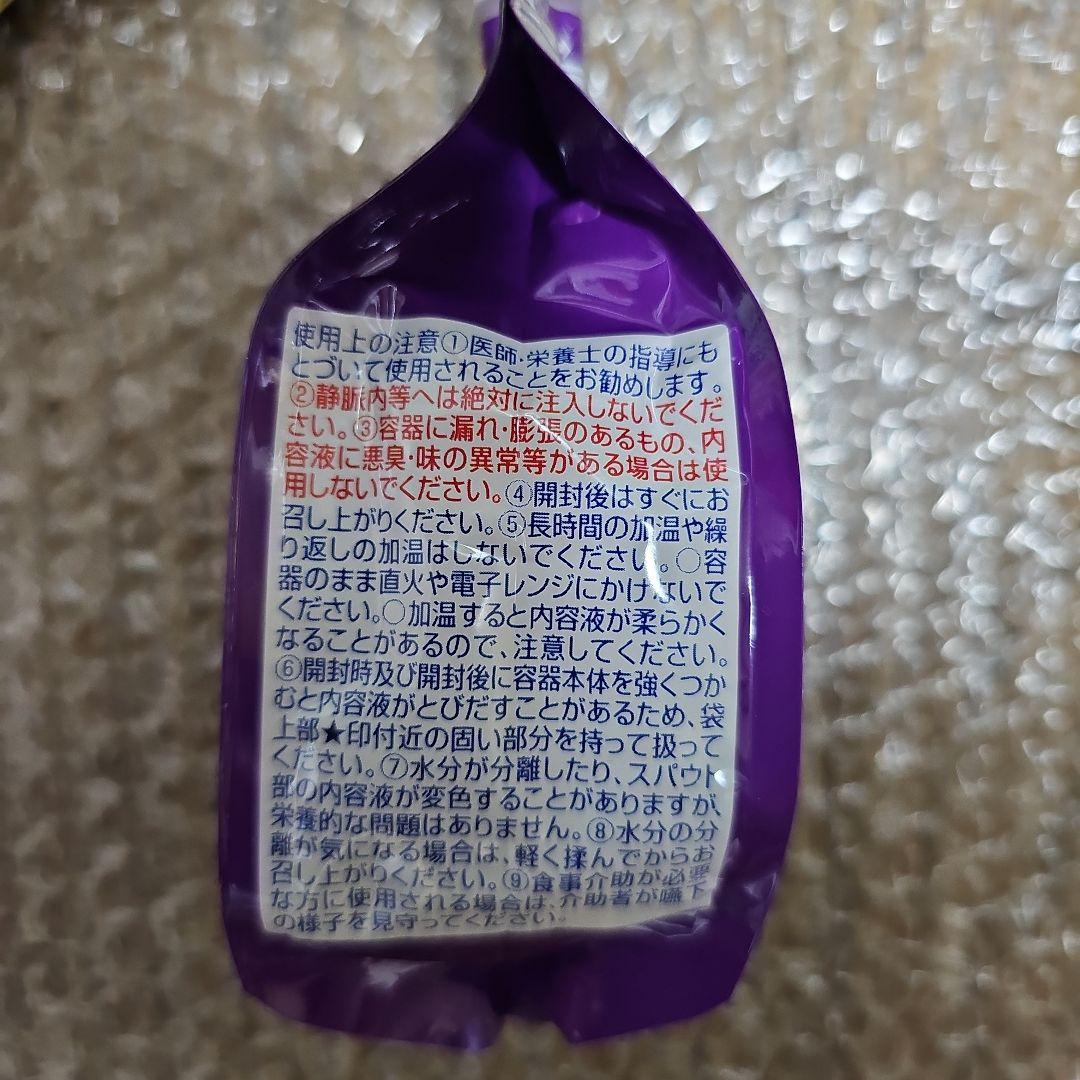 使用上の注意①医師・栄養士の指導にも
とづいて使用されることをお勧めします。
②静脈内等へは絶対に注入しないでくだ
さい。③容器に漏れ・膨張のあるもの、内
容液に悪臭・味の異常等がある場合は使
用しないでください。④開封後はすぐにお
召し上がりください。⑤長時間の加温や繰
り返しの加温はしないでください。○容
器のまま直火や電子レンジにかけないで
ください。○加温すると内容液が柔らかく
なることがあるので、注意してください。
⑥開封時及び開封後に容器本体を強くつか
むと内容液がとびだすことがあるため、袋
上部★印付近の固い部分を持って扱って
ください。⑦水分が分離したり、スパウト
部の内容液が変色することがありますが、
栄養的な問題はありません。⑧水分の分
離が気になる場合は、軽く揉んでからお
召し上がりください。⑨食事介助が必要
な方に使用される場合は、介助者が嚥下
の様子を見守ってください。